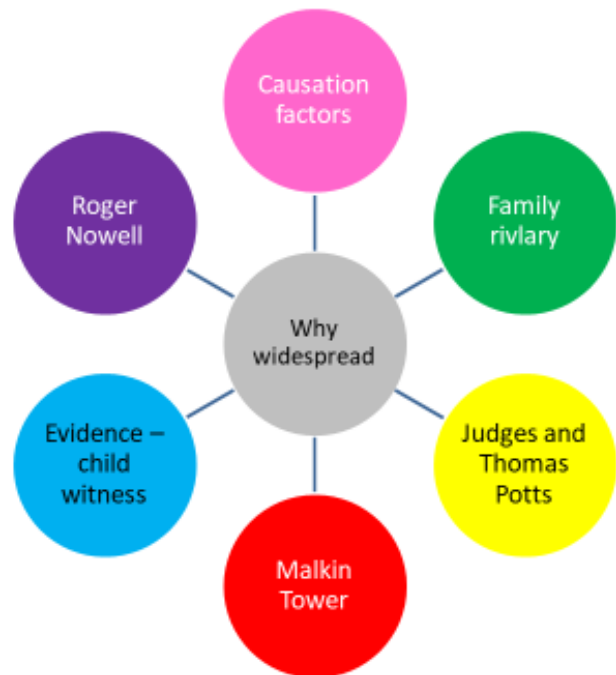 Causation
factors
Family
rivlary
Judges and
Thomas
Potts
Malkin
Tower
Evidence –
child
witness
Roger
Nowell
Why
widespread